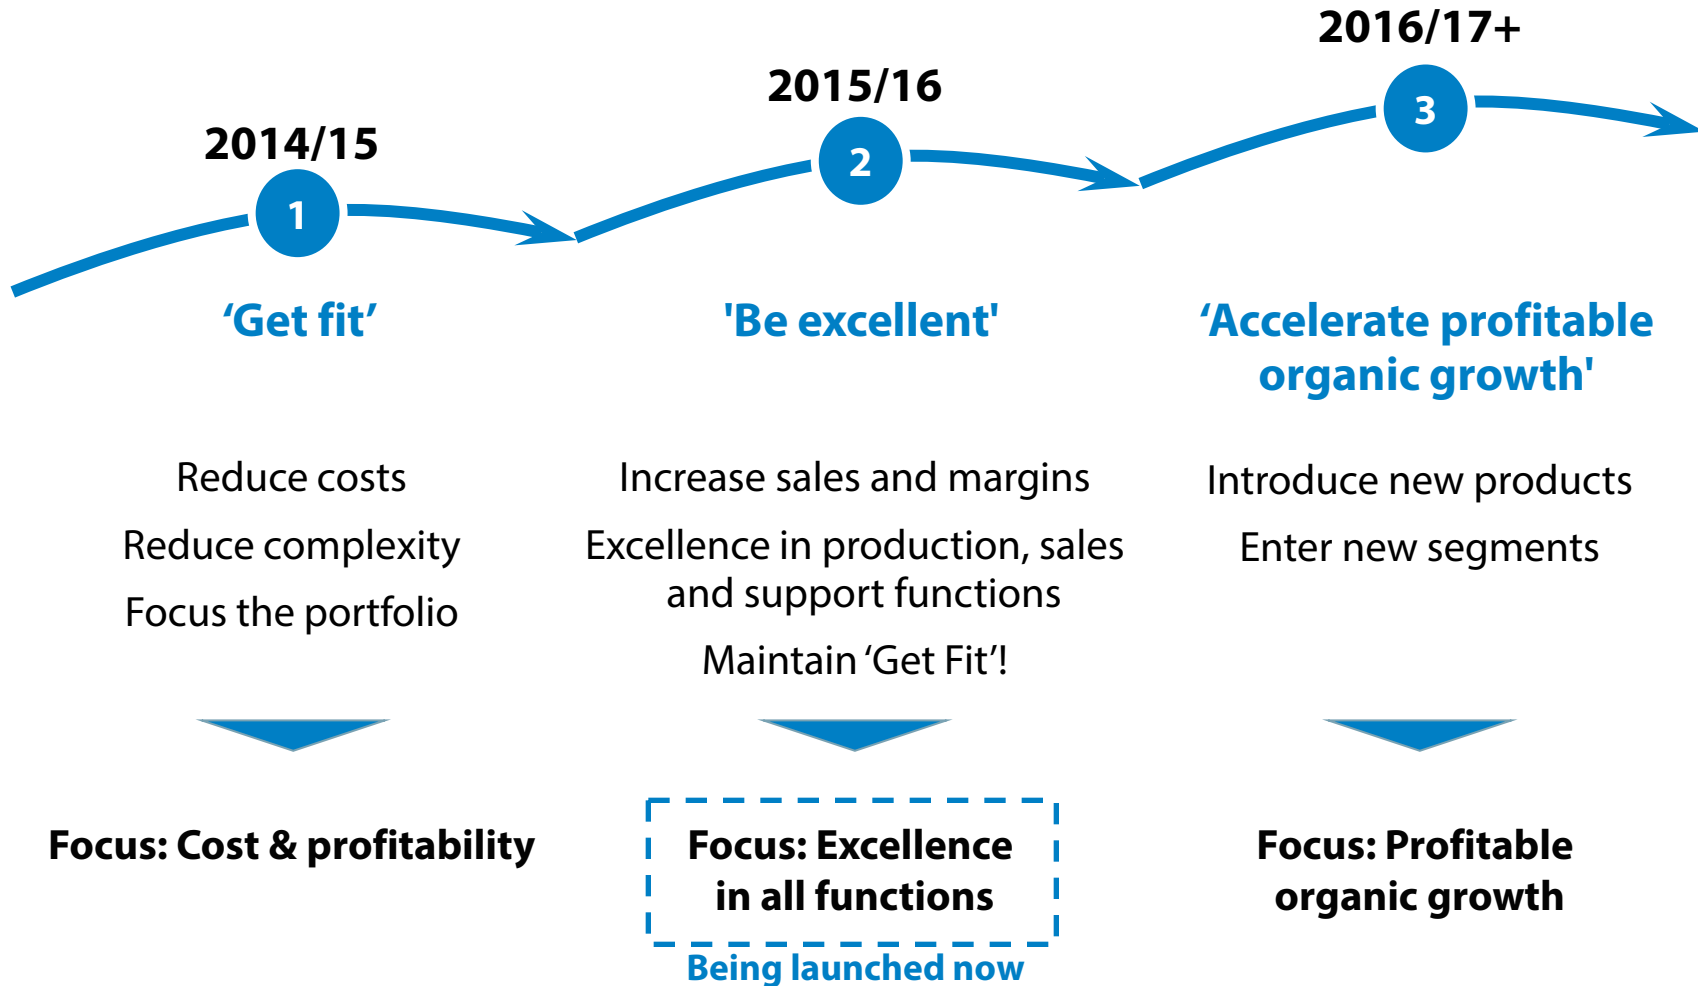 2014/15
1
‘Get fit’
Reduce costs
Reduce complexity
Focus the portfolio
Focus: Cost & profitability
2015/16
2
'Be excellent'
Increase sales and margins
Excellence in production, sales
and support functions
Maintain ‘Get Fit’!
Focus: Excellence
in all functions
Being launched now
2016/17+
3
‘Accelerate profitable
organic growth'
Introduce new products
Enter new segments
Focus: Profitable
organic growth